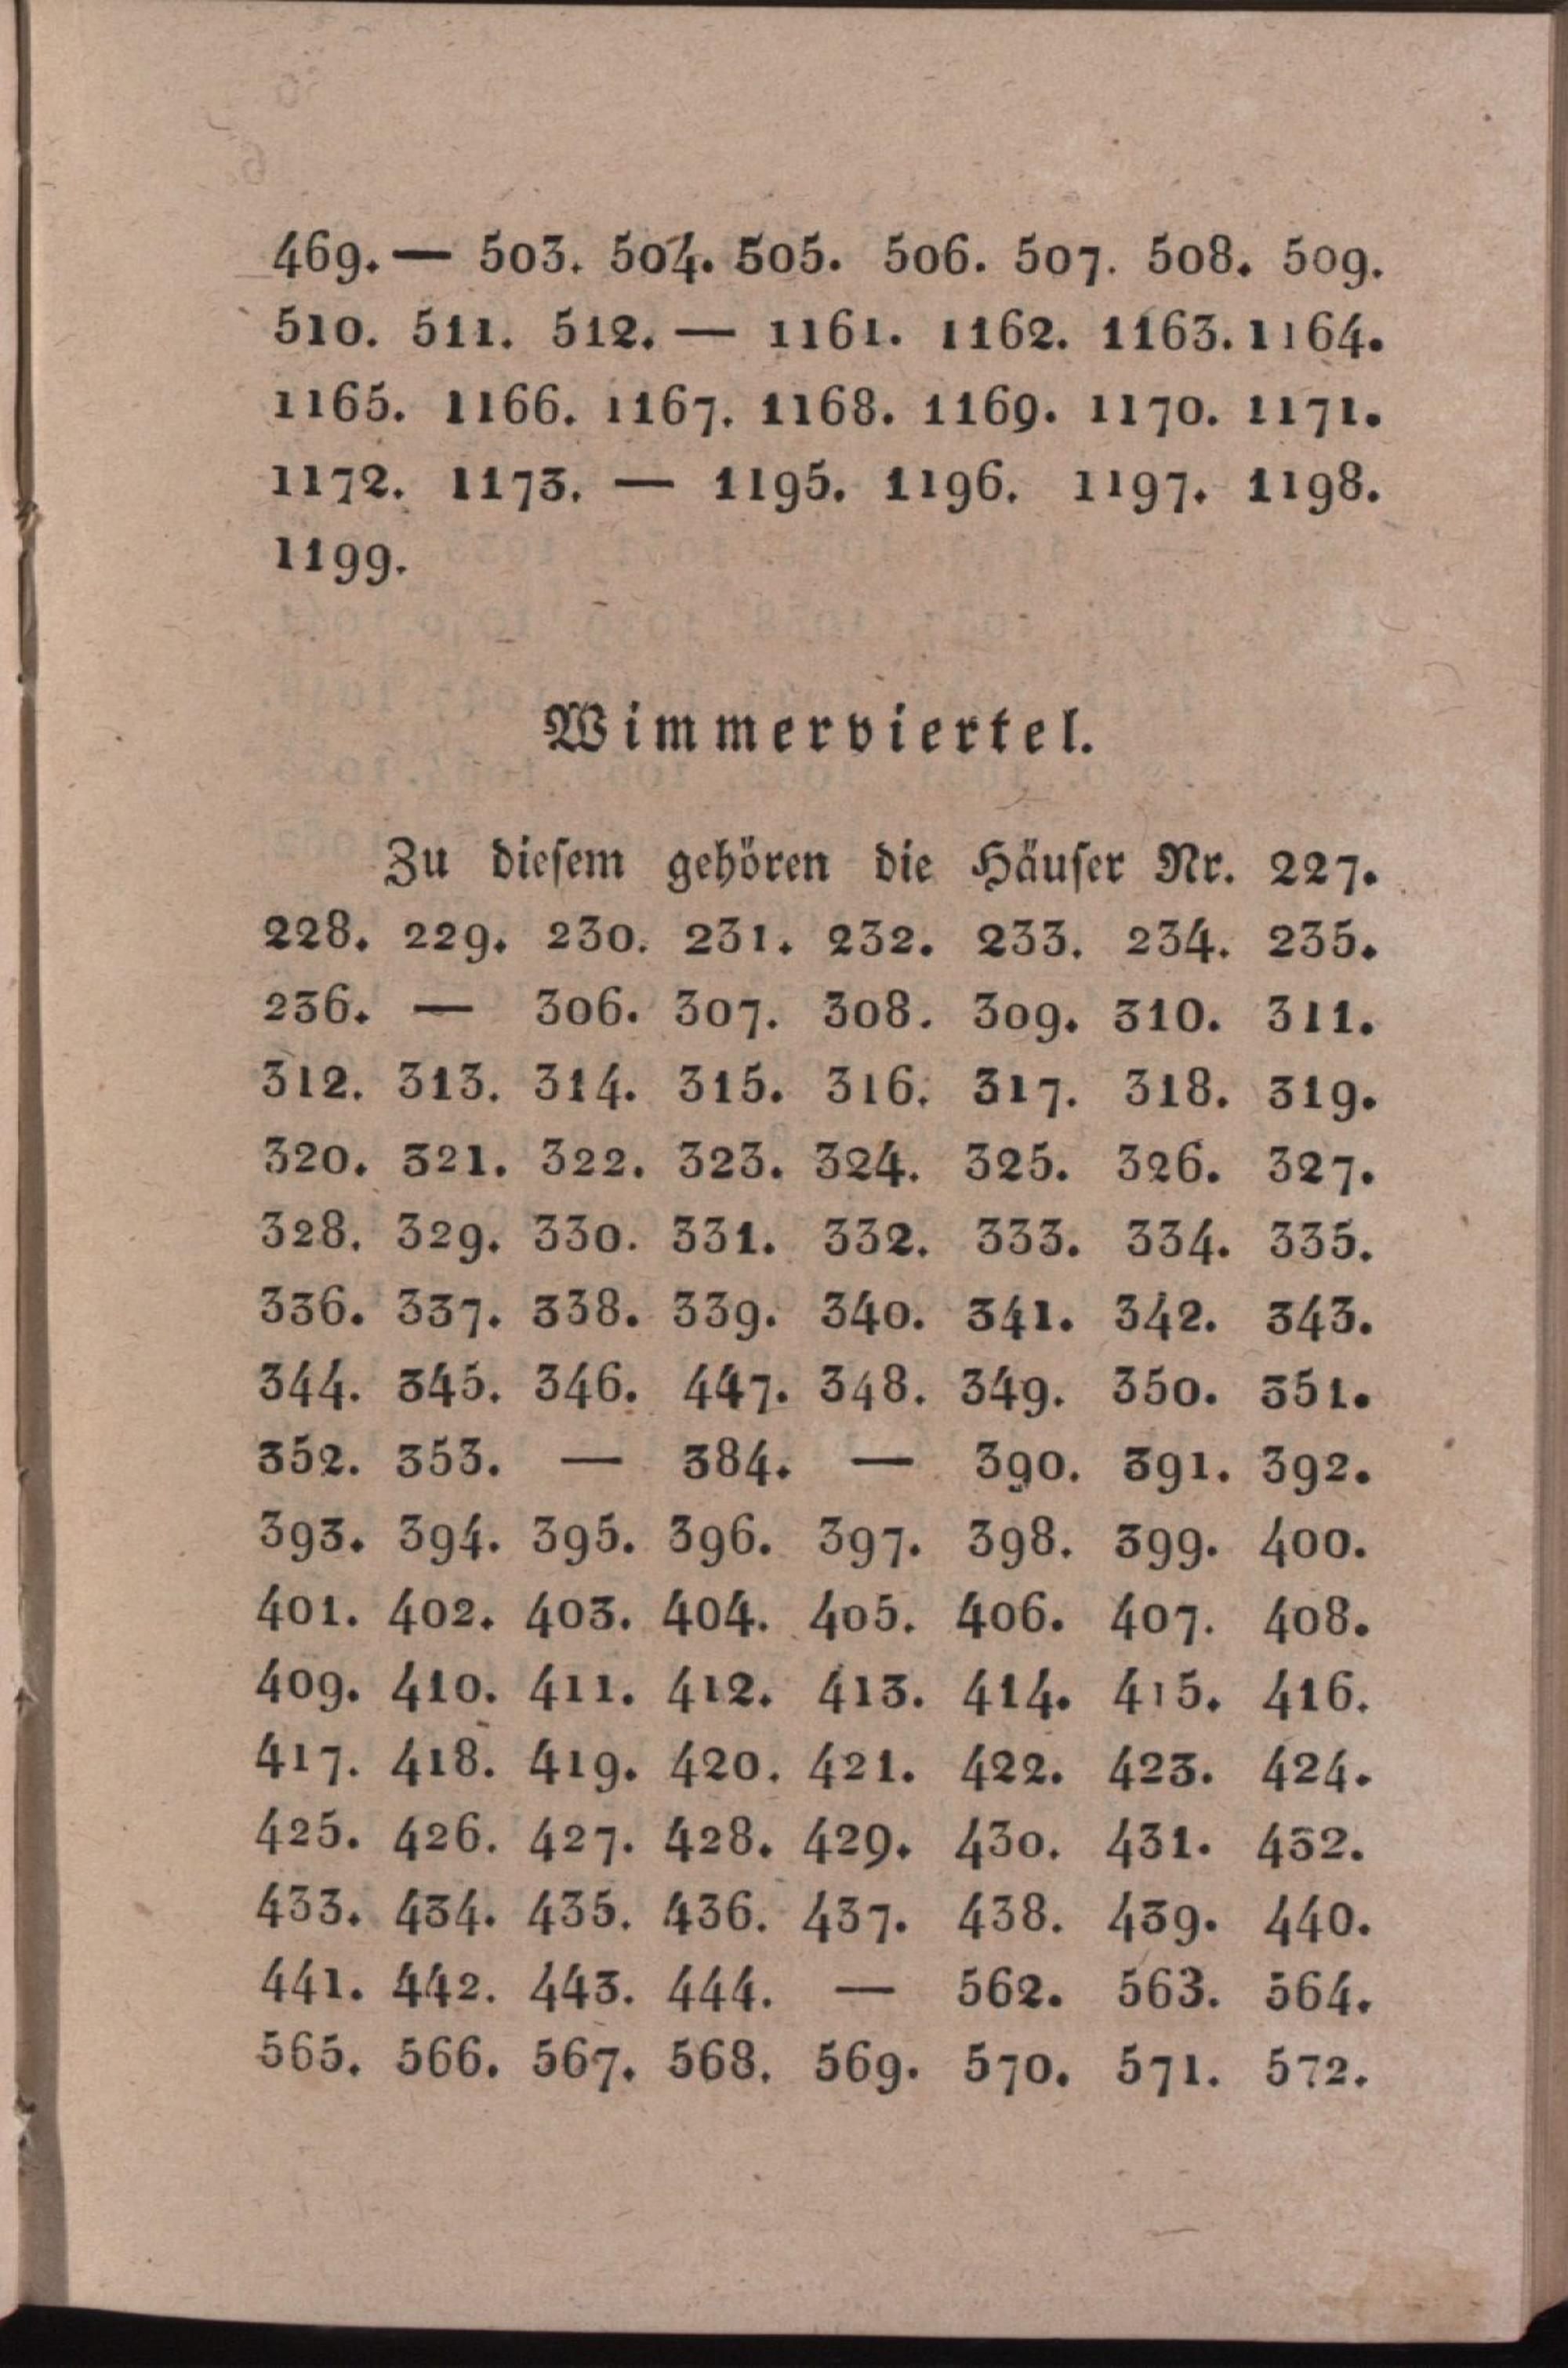 469. — 503. 504. 505. 506. 507. 508. 509.
510. 511. 512. — 1161. 1162. 1163. 1164.
1165. 1166. 1167. 1168. 1169. 1170. 1171.
1172. 1173. — 1195. 1196. 1197. 1198.
1199.
Wimmerviertel.
Zu dieſem gehören die Häuſer Nr. 227.
228. 229. 230. 231. 232. 233. 234. 235.
236. — 306. 307. 308. 309. 310. 311.
312. 313. 314. 315. 316. 317. 318. 319.
320. 321. 322. 323. 324. 325. 326. 327.
328. 329. 330. 331. 332. 333. 334. 335.
336. 337. 338. 339. 340. 341. 342. 343.
344. 345. 346. 447. 348. 349. 350. 351.
352. 353. — 384. — 390. 391. 392.
393. 394. 395. 396. 397. 398. 399. 400.
401. 402. 403. 404. 405. 406. 407. 408.
409. 410. 411. 412. 413. 414. 415. 416.
417. 418. 419. 420. 421. 422. 423. 424.
425. 426. 427. 428. 429. 430. 431. 432.
433. 434. 435. 436. 437. 438. 439. 440.
441. 442. 443. 444. — 562. 563. 564.
565. 566. 567. 568. 569. 570. 571. 572.